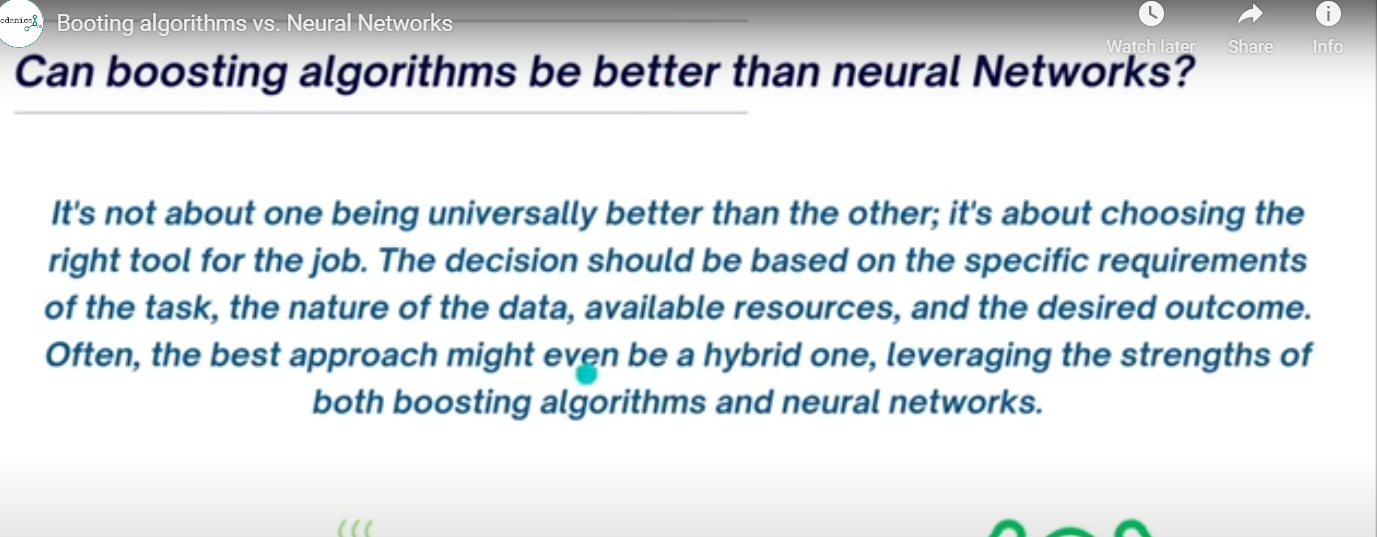 Booting algorithms vs. Neural Networks
Watch later
Share
Info
Can boosting algorithms be better than neural Networks?
It's not about one being universally better than the other; it's about choosing the
right tool for the job. The decision should be based on the specific requirements
of the task, the nature of the data, available resources, and the desired outcome.
Often, the best approach might even be a hybrid one, leveraging the strengths of
both boosting algorithms and neural networks.